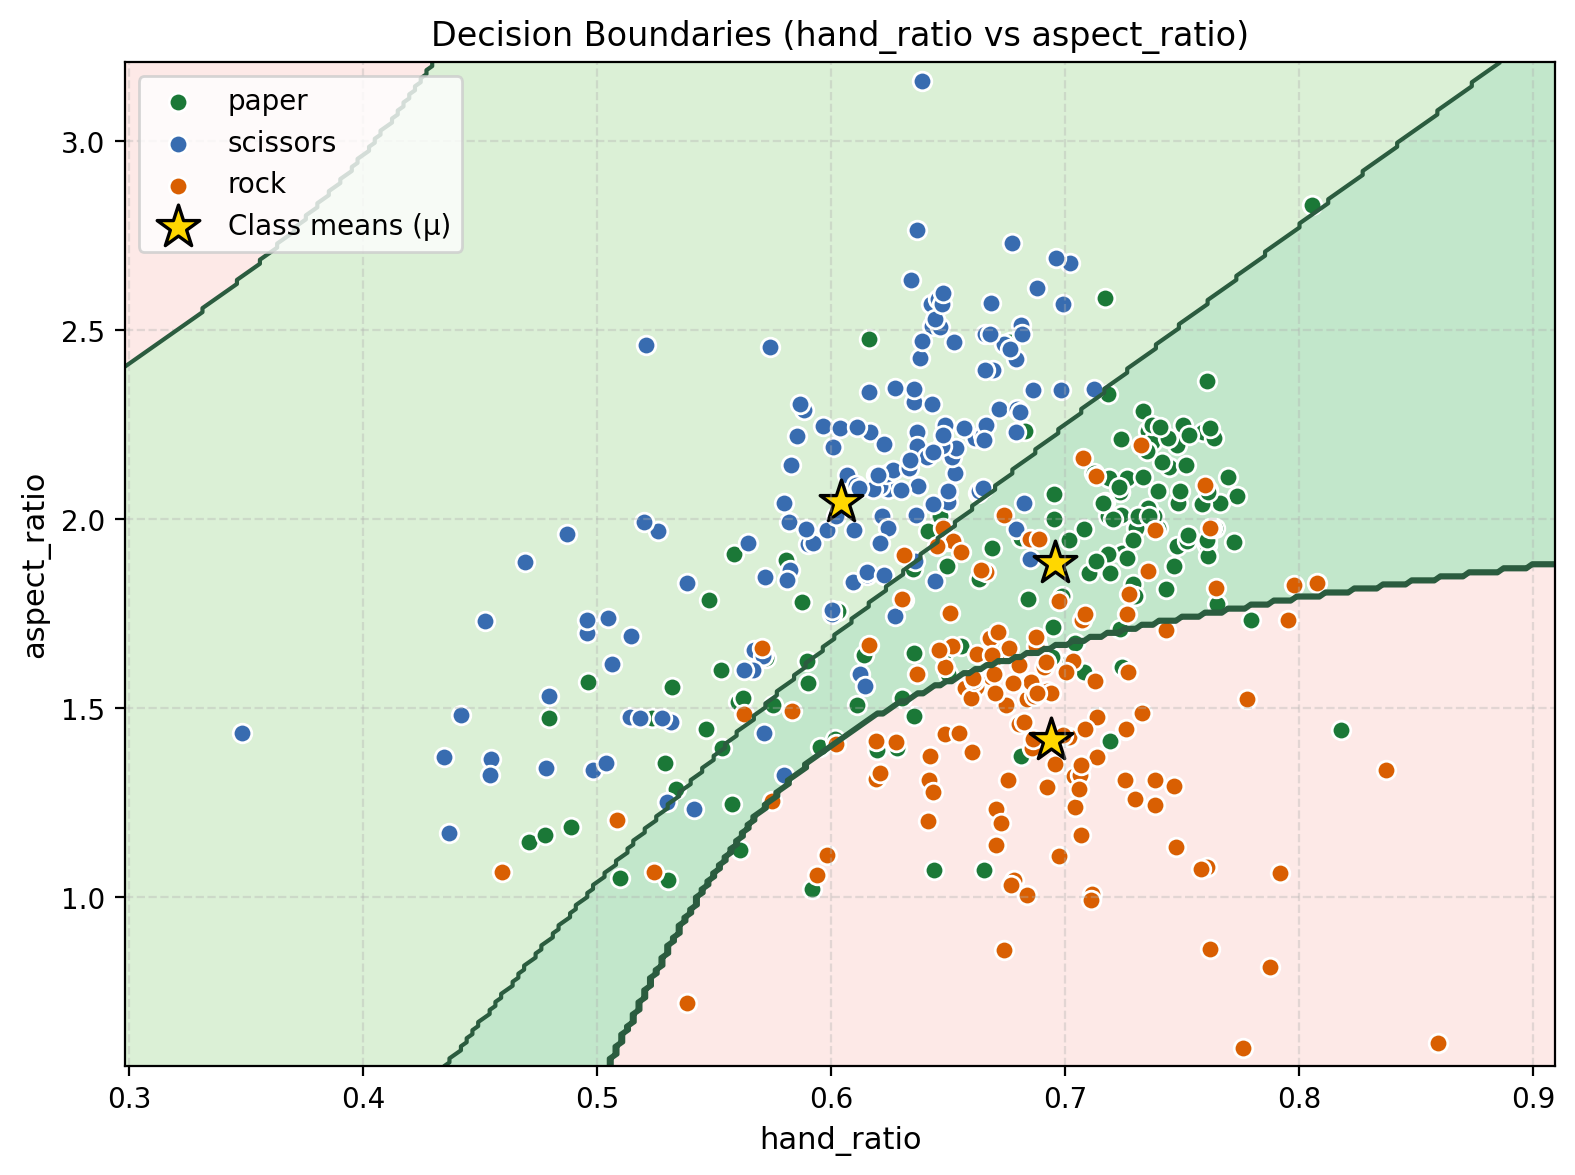 Decision Boundaries (hand_ratio vs aspect_ratio)
paper
scissors
rock
Class means (μ)
aspect_ratio
3.0
2.5
2.0
1.5
1.0
0.3
0.4
0.5
0.6
0.7
0.8
0.9
hand_ratio